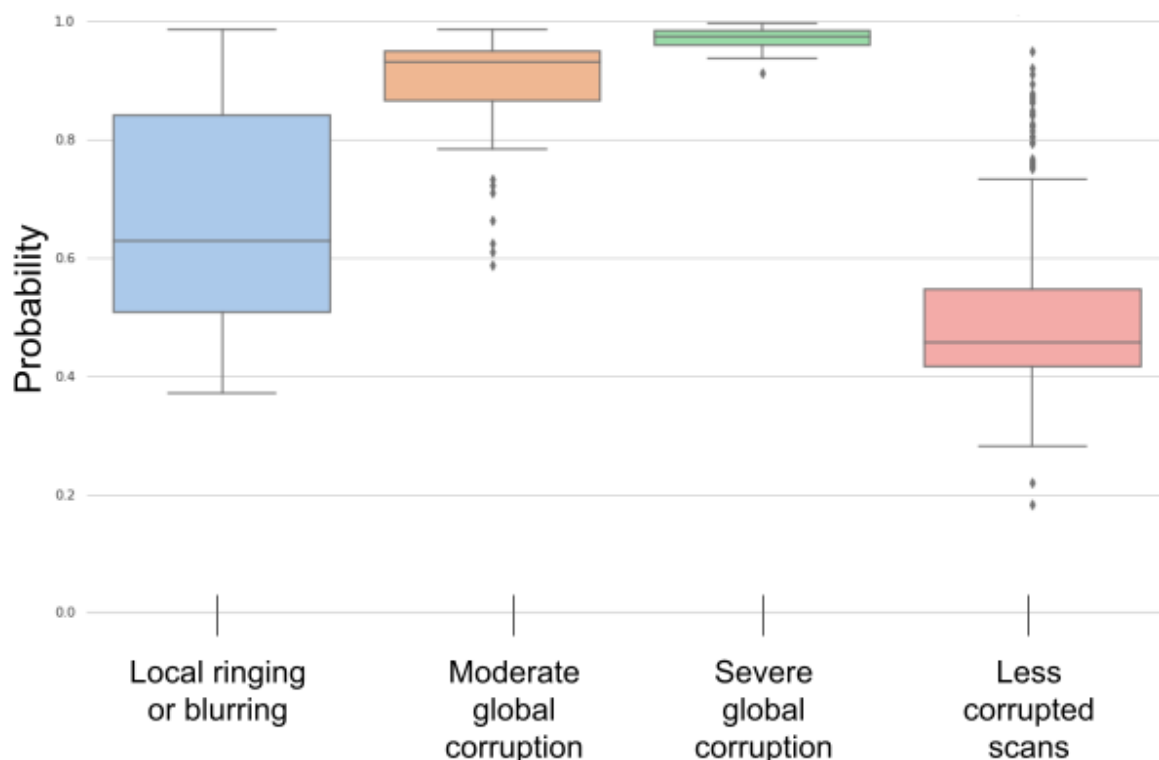 1.0
0.8
0.6
0.4
0.2
0.0
Probability
Local ringing
or blurring
Moderate
global
corruption
Severe
global
corruption
Less
corrupted
scans